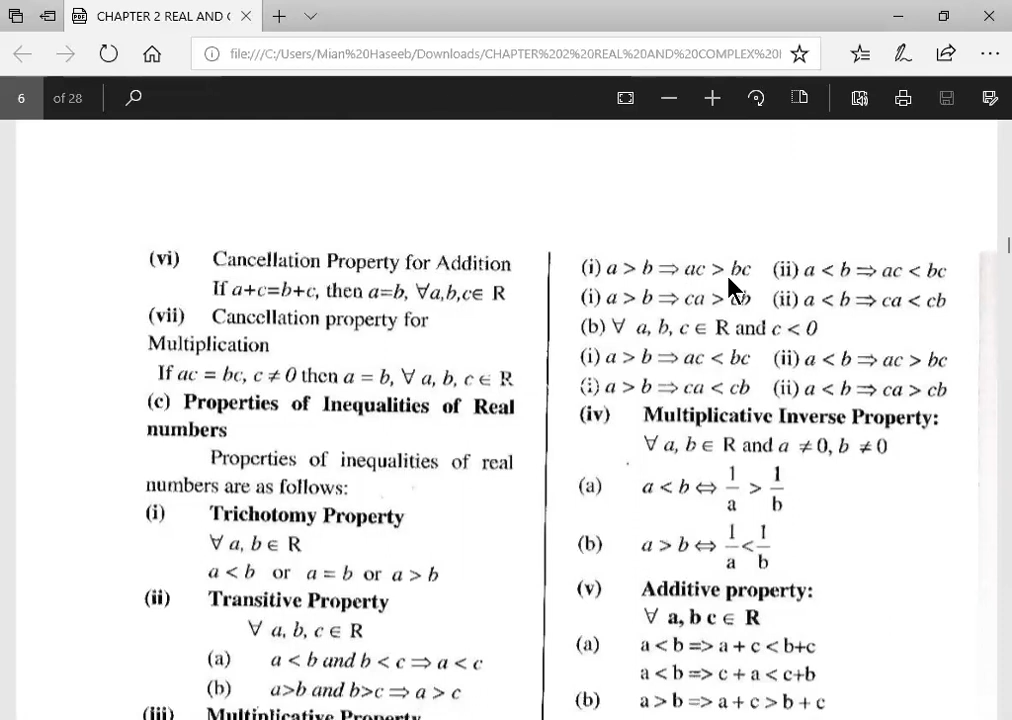 CHAPTER 2 REAL AND C
file:///C:/Users/Mian%20Haseeb/Downloads/CHAPTER%202%20REAL%20AND%20COMPLEX%20
6 of 28
(vi) Cancellation Property for Addition
If a+c=b+c, then a=b, ∀a,b,c∈ R
(vii) Cancellation property for
Multiplication
If ac = bc, c ≠ 0 then a = b, ∀ a, b, c ∈ R
(c) Properties of Inequalities of Real
numbers
Properties of inequalities of real
numbers are as follows:
(i) Trichotomy Property
∀ a, b ∈ R
a < b or a = b or a > b
(ii) Transitive Property
∀ a, b, c ∈ R
(a) a < b and b < c ⇒ a < c
(b) a>b and b>c ⇒ a > c
(iii) Multiplicative Property
(i) a > b ⇒ ac > bc (ii) a < b ⇒ ac < bc
(i) a > b ⇒ ca > cb (ii) a < b ⇒ ca < cb
(b) ∀ a, b, c ∈ R and c < 0
(i) a > b ⇒ ac < bc (ii) a < b ⇒ ac > bc
(i) a > b ⇒ ca < cb (ii) a < b ⇒ ca > cb
(iv) Multiplicative Inverse Property:
∀ a, b ∈ R and a ≠ 0, b ≠ 0
(a) a < b ⇔ 1/a > 1/b
(b) a > b ⇔ 1/a < 1/b
(v) Additive property:
∀ a, b c ∈ R
(a) a < b => a + c < b+c
a < b => c + a < c+b
(b) a > b => a + c > b + c